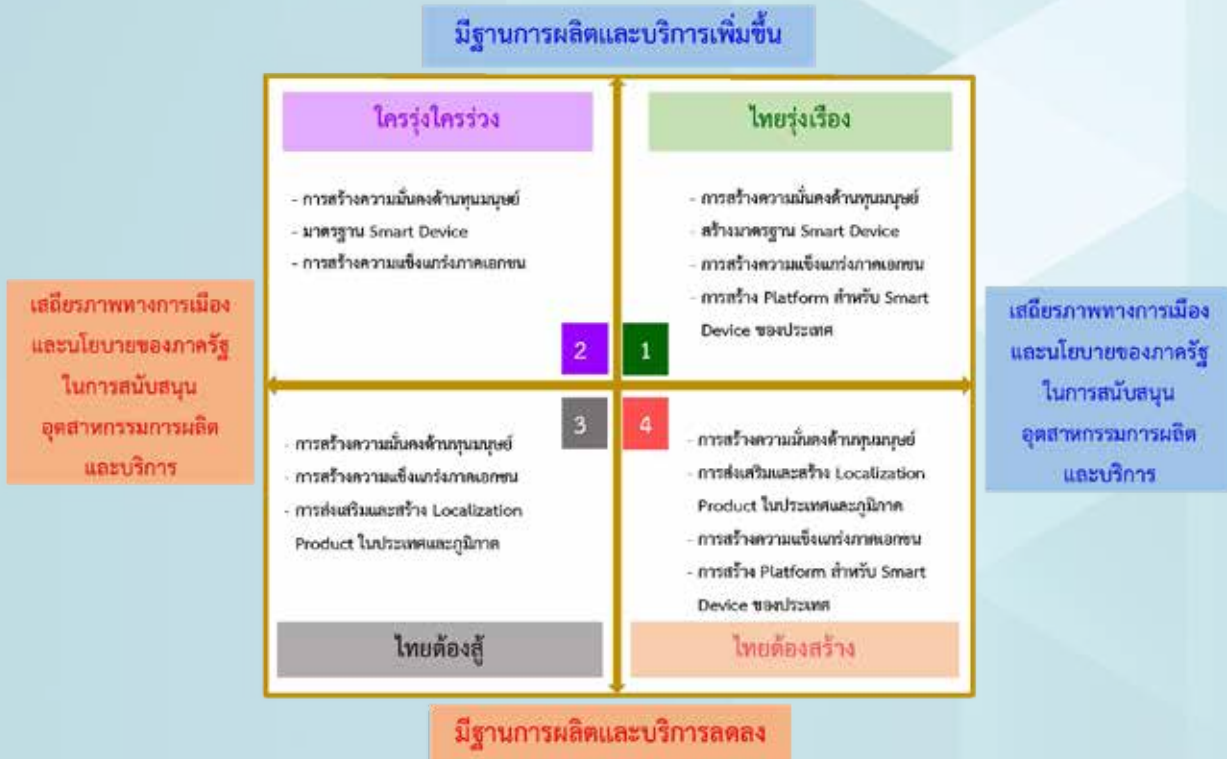 มีฐานการผลิตและบริการเพิ่มขึ้น
ใครรุ่งใครร่วง
- การสร้างความมั่นคงด้านทุนมนุษย์
- มาตรฐาน Smart Device
- การสร้างความแข็งแกร่งภาคเอกชน
2
ไทยรุ่งเรือง
- การสร้างความมั่นคงด้านทุนมนุษย์
- สร้างมาตรฐาน Smart Device
- การสร้างความแข็งแกร่งภาคเอกชน
- การสร้าง Platform สำหรับ Smart
Device ของประเทศ
1
เสถียรภาพทางการเมือง
และนโยบายของภาครัฐ
ในการสนับสนุน
อุตสาหกรรมการผลิต
และบริการ
เสถียรภาพทางการเมือง
และนโยบายของภาครัฐ
ในการสนับสนุน
อุตสาหกรรมการผลิต
และบริการ
3
- การสร้างความมั่นคงด้านทุนมนุษย์
- การสร้างความแข็งแกร่งภาคเอกชน
- การส่งเสริมและสร้าง Localization
Product ในประเทศและภูมิภาค
ไทยต้องสู้
4
- การสร้างความมั่นคงด้านทุนมนุษย์
- การส่งเสริมและสร้าง Localization
Product ในประเทศและภูมิภาค
- การสร้างความแข็งแกร่งภาคเอกชน
- การสร้าง Platform สำหรับ Smart
Device ของประเทศ
ไทยต้องสร้าง
มีฐานการผลิตและบริการลดลง